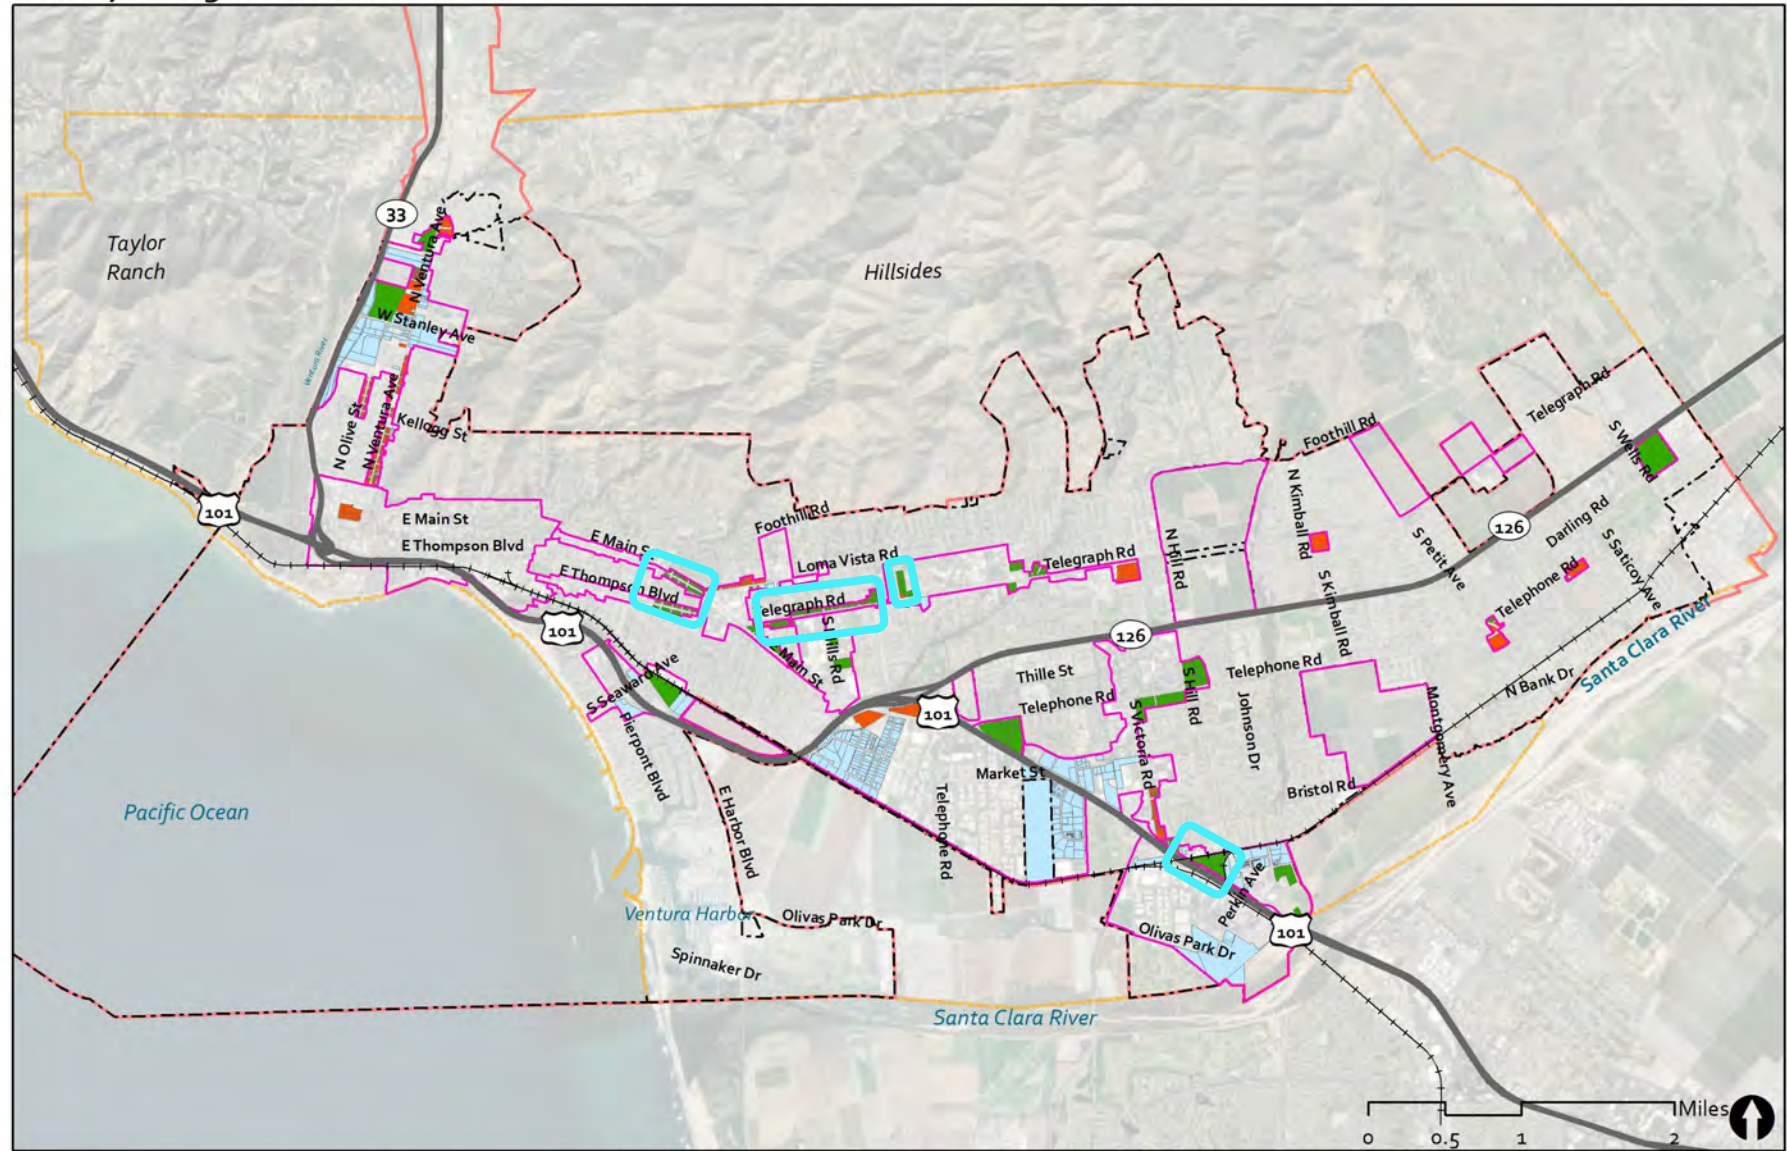 33
Taylor
Ranch
Hillsides
N Ventura Ave
W Stanley Ave
Ventura River
N Olive St
N Ventura Ave
Kellogg St
101
E Main St
E Thompson Blvd
E Main St
E Thompson Blvd
101
Foothill Rd
Loma Vista Rd
Telegraph Rd
Telegraph Rd
S Mills Rd
Main St
S Seaward Ave
Pierpont Blvd
E Harbor Blvd
N Hill Rd
N Kimball Rd
Foothill Rd
Telegraph Rd
S Wells Rd
126
Darling Rd
S Petit Ave
S Saticoy Ave
Telephone Rd
S Kimball Rd
Santa Clara River
126
Thille St
Telephone Rd
Telephone Rd
S Hill Rd
S Victoria Rd
Johnson Dr
N Bank Dr
Montgomery Ave
101
Market St
Bristol Rd
Telephone Rd
Perkin Ave
Pacific Ocean
Ventura Harbor
Olivas Park Dr
Spinnaker Dr
Olivas Park Dr
101
Santa Clara River
Miles
0 0.5 1 2